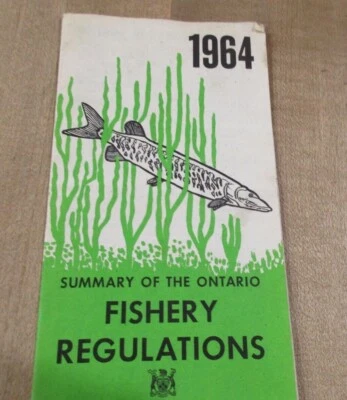 1964
SUMMARY OF THE ONTARIO
FISHERY
REGULATIONS